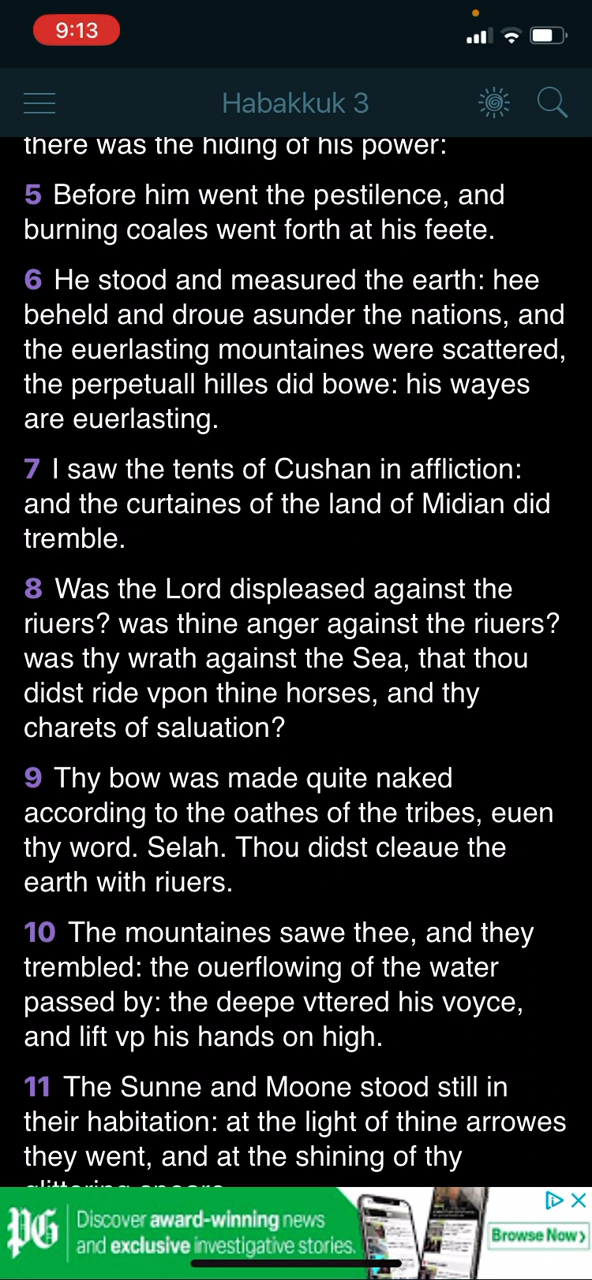 9:13
Habakkuk 3
there was the hiding of his power:
5 Before him went the pestilence, and
burning coales went forth at his feete.
6 He stood and measured the earth: hee
beheld and droue asunder the nations, and
the euerlasting mountaines were scattered,
the perpetuall hilles did bowe: his wayes
are euerlasting.
7 I saw the tents of Cushan in affliction:
and the curtaines of the land of Midian did
tremble.
8 Was the Lord displeased against the
riuers? was thine anger against the riuers?
was thy wrath against the Sea, that thou
didst ride vpon thine horses, and thy
charets of saluation?
9 Thy bow was made quite naked
according to the oathes of the tribes, euen
thy word. Selah. Thou didst cleaue the
earth with riuers.
10 The mountaines sawe thee, and they
trembled: the ouerflowing of the water
passed by: the deepe vttered his voyce,
and lift vp his hands on high.
11 The Sunne and Moone stood still in
their habitation: at the light of thine arrowes
they went, and at the shining of thy
PG
Discover award-winning news
and exclusive investigative stories.
Browse Now